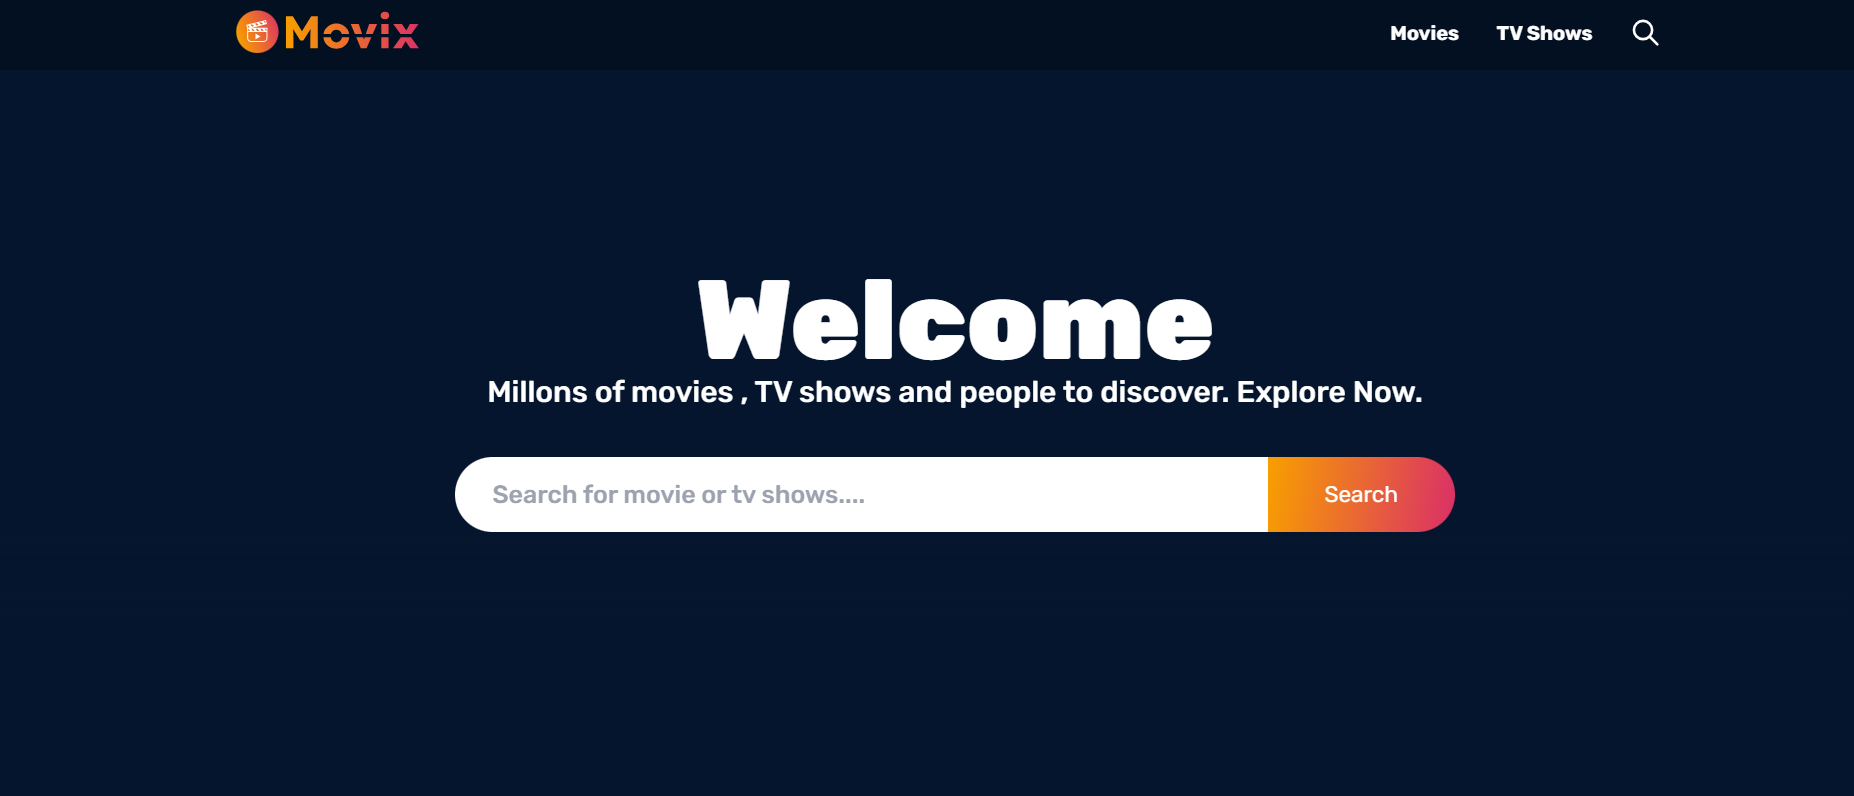 Movix
Movies
TV Shows
Welcome
Millons of movies , TV shows and people to discover. Explore Now.
Search for movie or tv shows....
Search